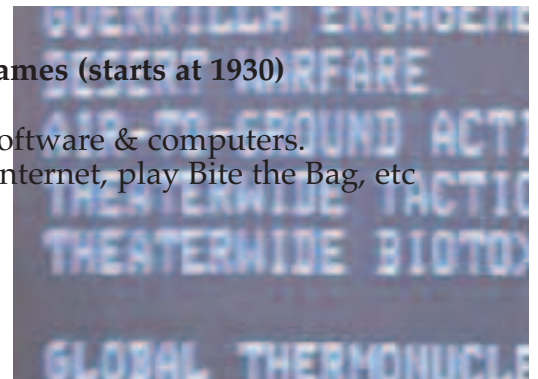 GUERRILLA ENGAGEME
ames (starts at 1930)
DESERT WARFARE
AIR-TO-GROUND ACTI
oftware & computers.
nternet, play Bite the Bag, etc
THEATERWIDE TACTIC
THEATERWIDE BIOTOX
GLOBAL THERMONUCLE